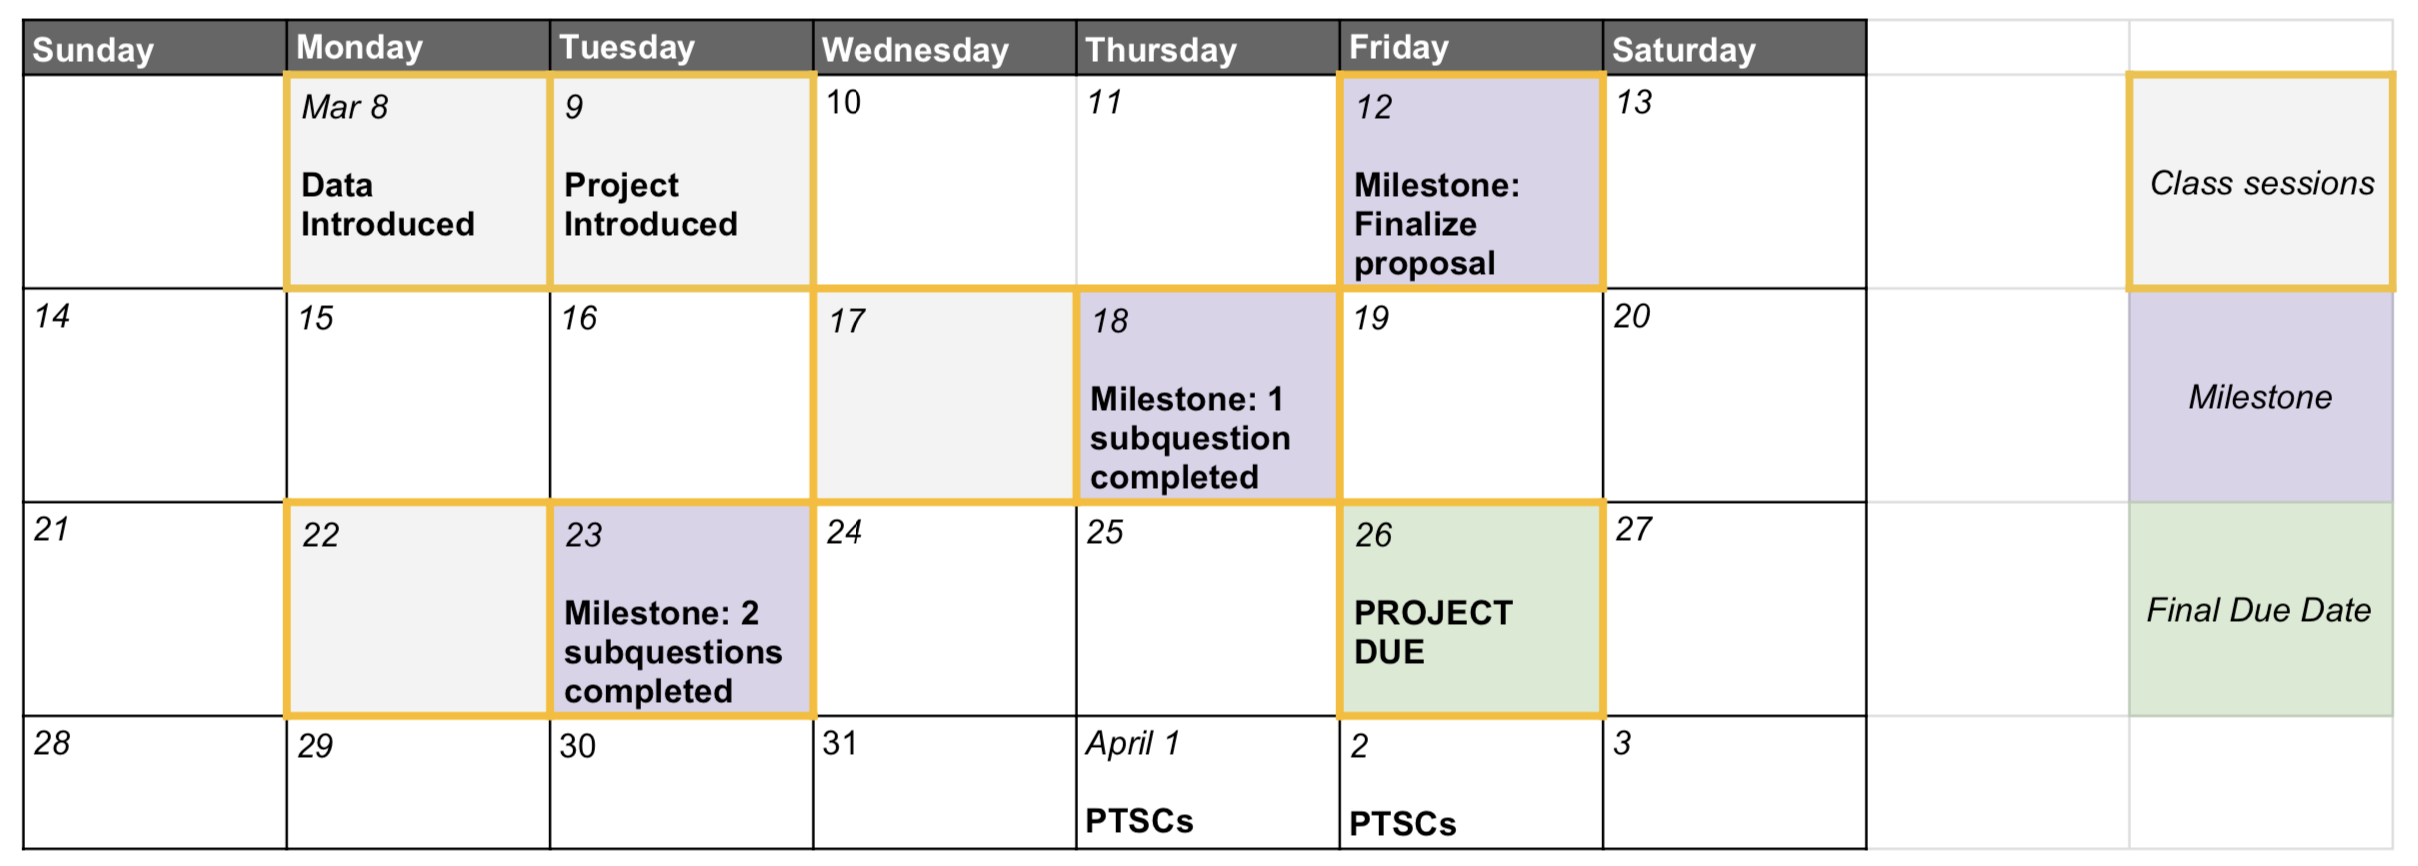 Sunday Monday Tuesday Wednesday Thursday Friday Saturday
Mar 8 9 10 11 12 13
Data
Introduced
Project
Introduced
Milestone:
Finalize
proposal
Class sessions
14 15 16 17 18 19 20
Milestone: 1
subquestion
completed
Milestone
21 22 23 24 25 26 27
Milestone: 2
subquestions
completed
PROJECT
DUE
Final Due Date
28 29 30 31 April 1 2 3
PTSCs
PTSCs